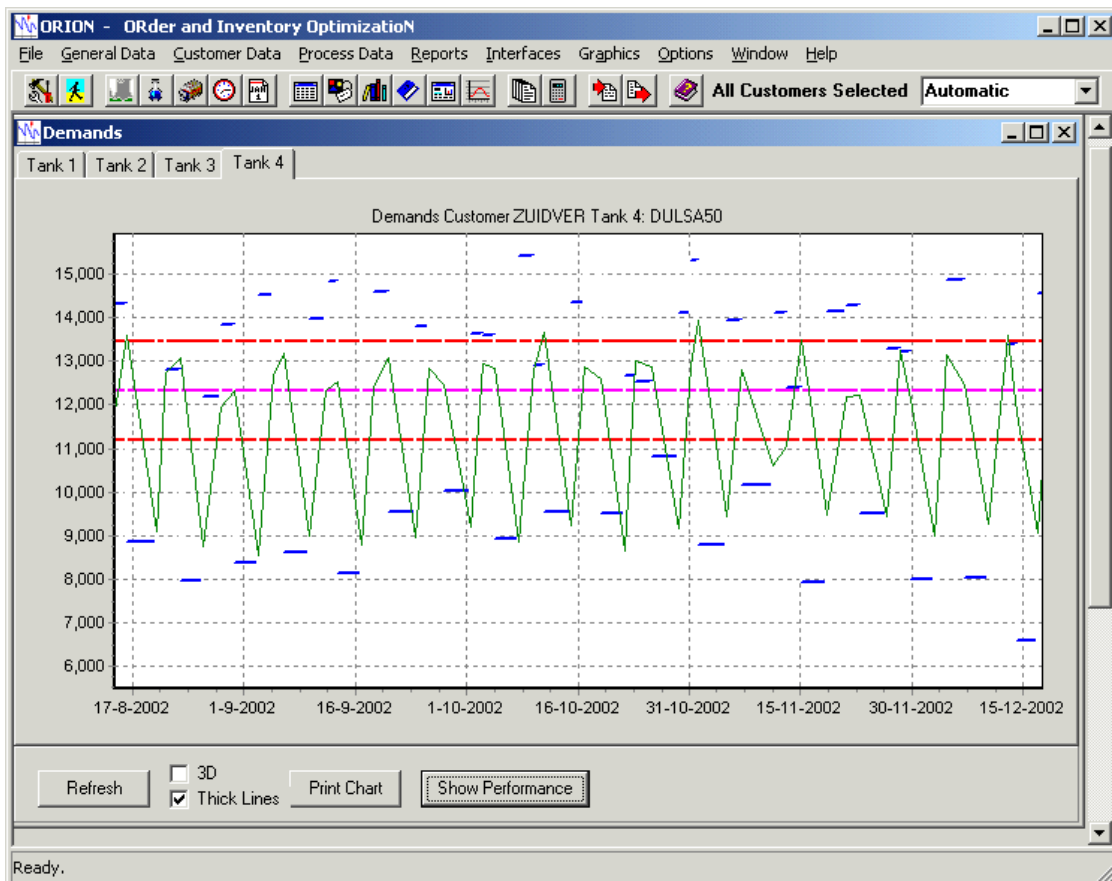 ORION - ORder and Inventory OptimizatioN
File General Data Customer Data Process Data Reports Interfaces Graphics Options Window Help
All Customers Selected Automatic
Demands
Tank 1 Tank 2 Tank 3 Tank 4
Demands Customer ZUIDVER Tank 4: DULSA50
15,000
14,000
13,000
12,000
11,000
10,000
9,000
8,000
7,000
6,000
17-8-2002 1-9-2002 16-9-2002 1-10-2002 16-10-2002 31-10-2002 15-11-2002 30-11-2002 15-12-2002
Refresh 3D Thick Lines Print Chart Show Performance
Ready.